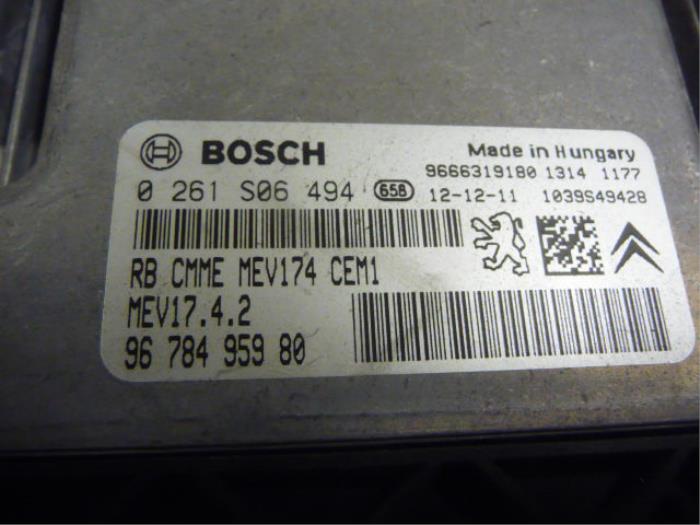 BOSCH
Made in Hungary
9666319180 1314 1177
0 261 S06 494 658 12-12-11 1039S49428
RB CMME MEV174 CEM1
MEV17.4.2
96 784 959 80